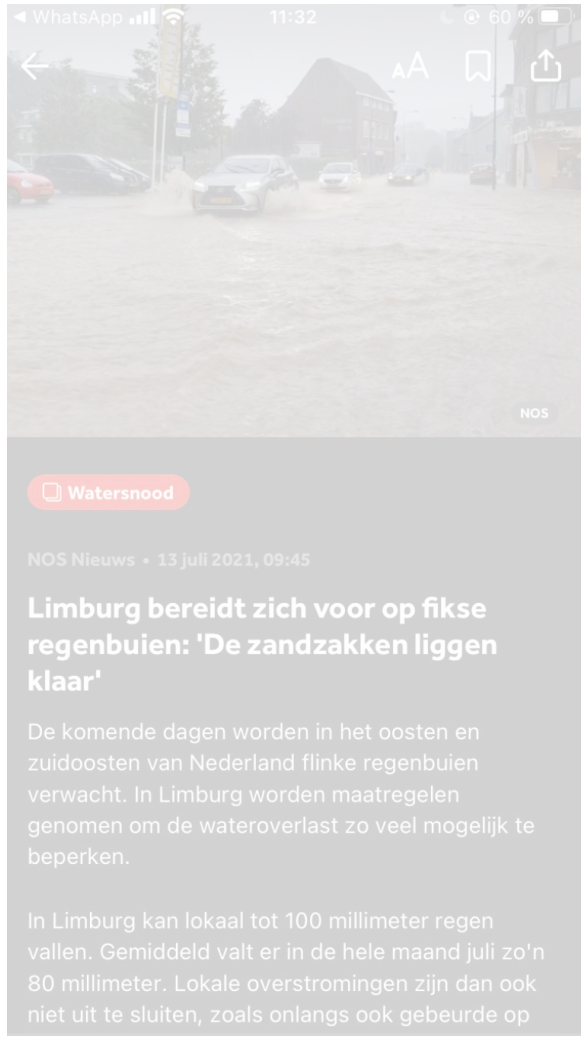 WhatsApp 11:32 60 %
AA
NOS
Watersnood
NOS Nieuws • 13 juli 2021, 09:45
Limburg bereidt zich voor op fikse
regenbuien: 'De zandzakken liggen
klaar'
De komende dagen worden in het oosten en
zuidoosten van Nederland flinke regenbuien
verwacht. In Limburg worden maatregelen
genomen om de wateroverlast zo veel mogelijk te
beperken.
In Limburg kan lokaal tot 100 millimeter regen
vallen. Gemiddeld valt er in de hele maand juli zo'n
80 millimeter. Lokale overstromingen zijn dan ook
niet uit te sluiten, zoals onlangs ook gebeurde op